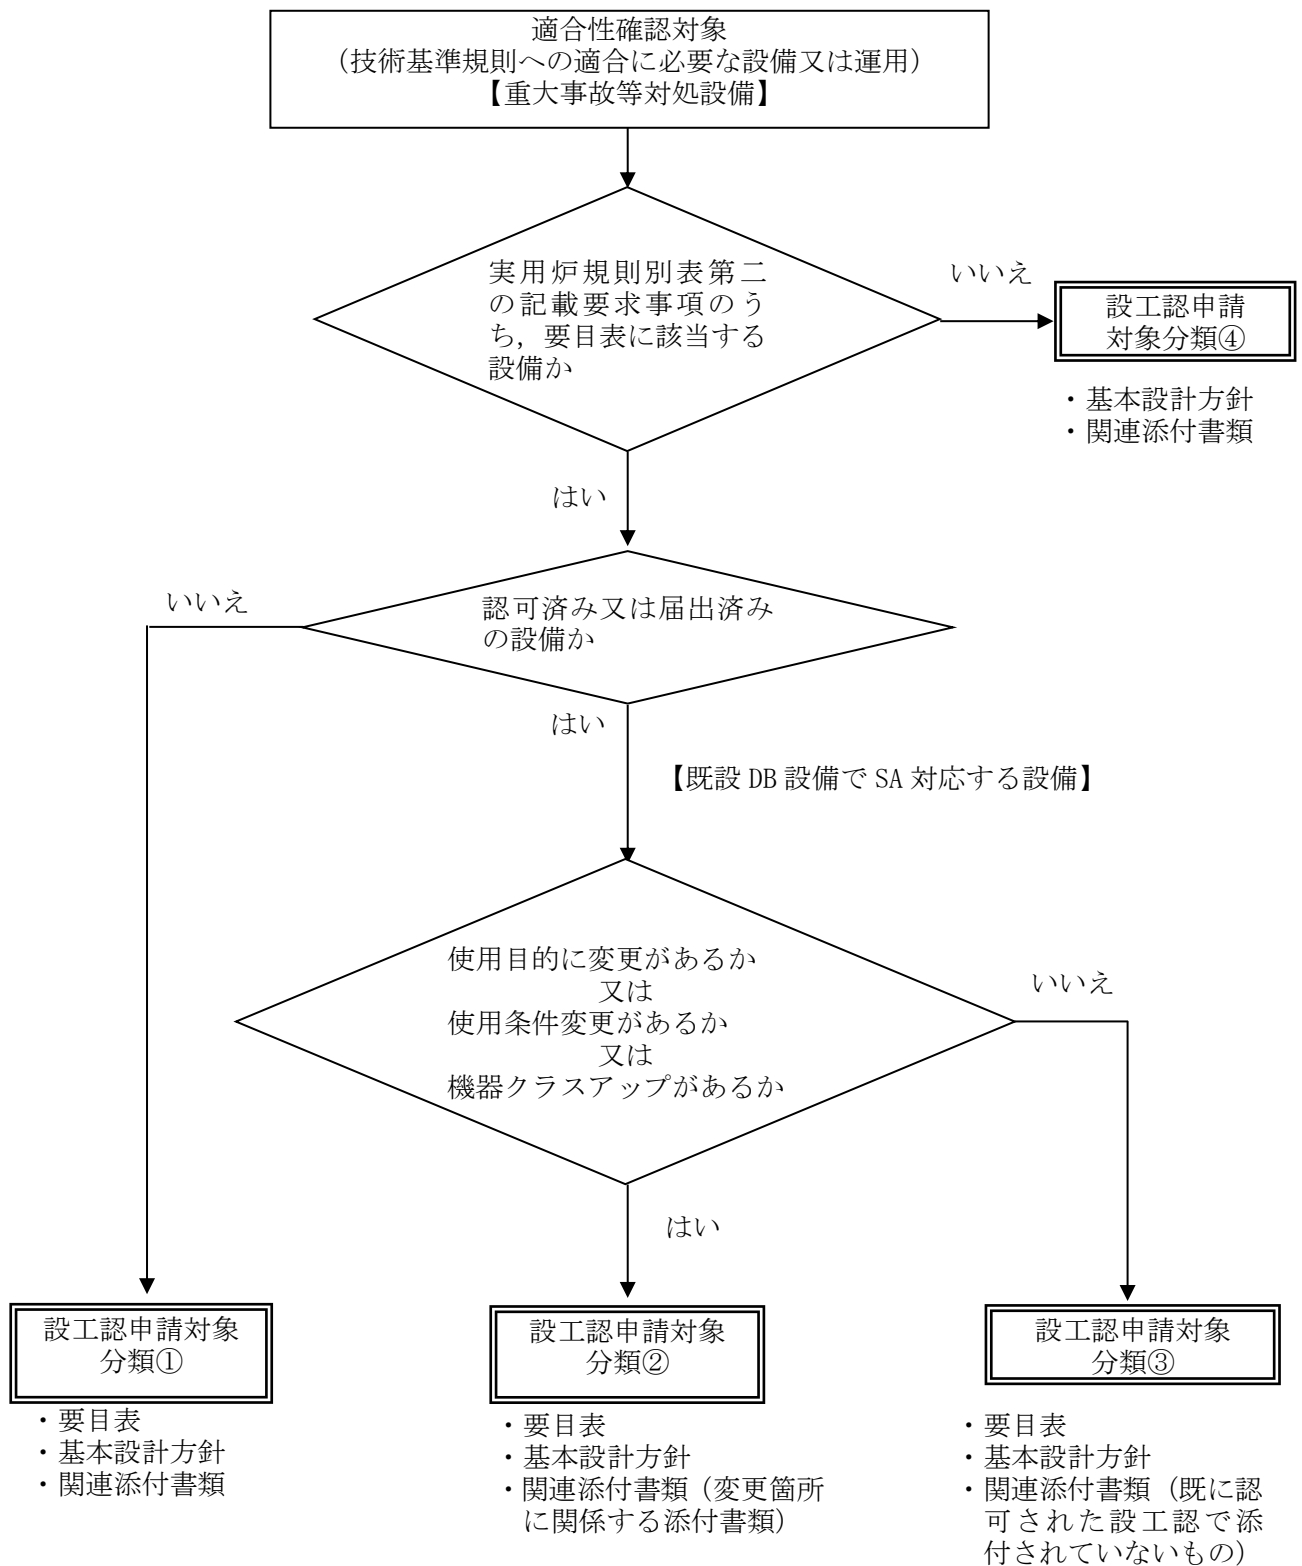 適合性確認対象
（技術基準規則への適合に必要な設備又は運用）
【重大事故等対処設備】
実用炉規則別表第二
の記載要求事項のう
ち，要目表に該当する
設備か
いいえ
設工認申請
対象分類④
・基本設計方針
・関連添付書類
はい
いいえ
認可済み又は届出済み
の設備か
はい
【既設 DB 設備で SA 対応する設備】
使用目的に変更があるか
又は
使用条件変更があるか
又は
機器クラスアップがあるか
いいえ
はい
設工認申請対象
分類①
・要目表
・基本設計方針
・関連添付書類
設工認申請対象
分類②
・要目表
・基本設計方針
・関連添付書類（変更箇所
に関係する添付書類）
設工認申請対象
分類③
・要目表
・基本設計方針
・関連添付書類（既に認
可された設工認で添
付されていないもの）